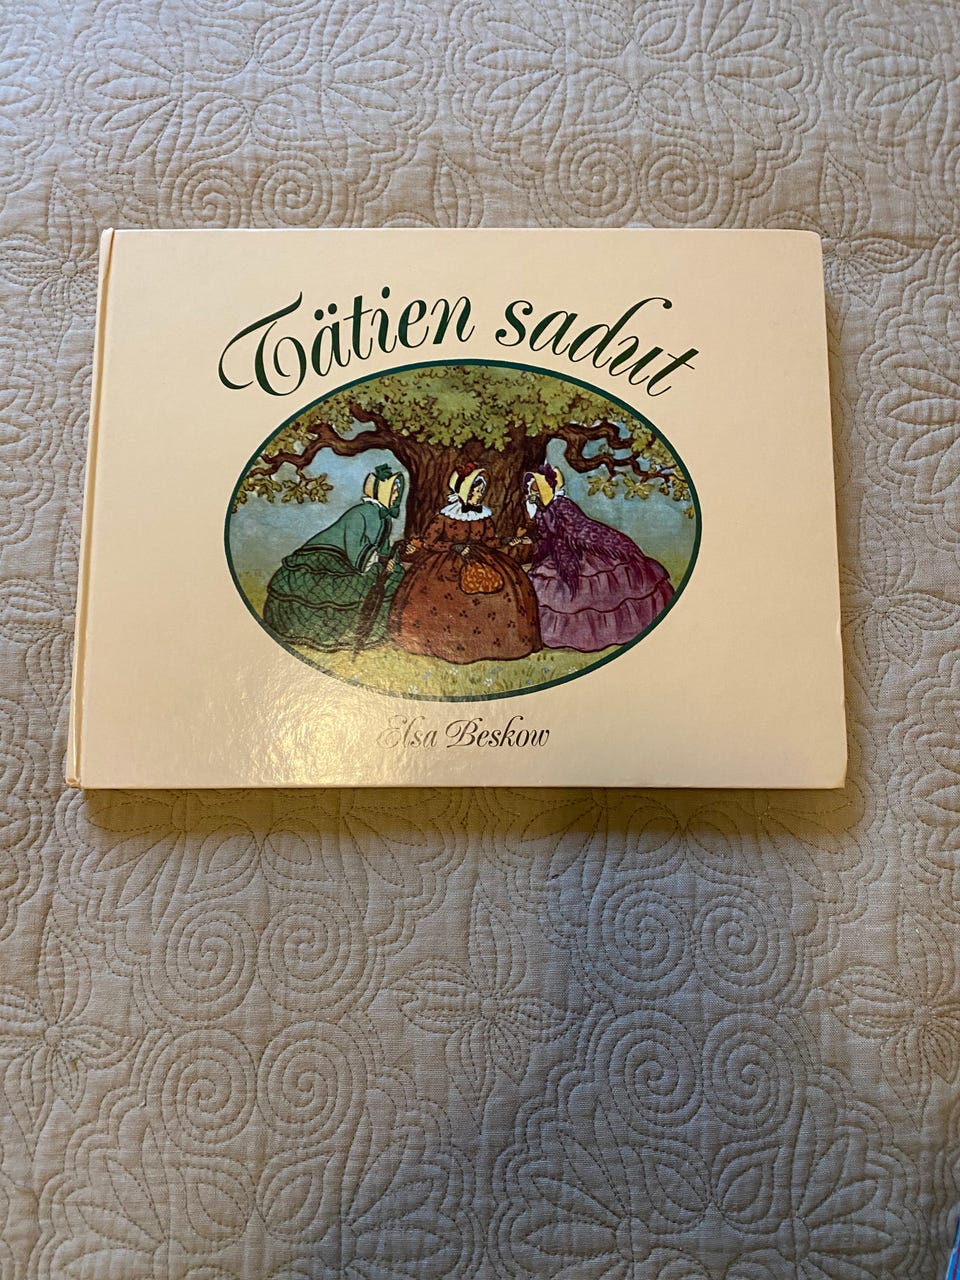 Tätien sadut
Elsa Beskow